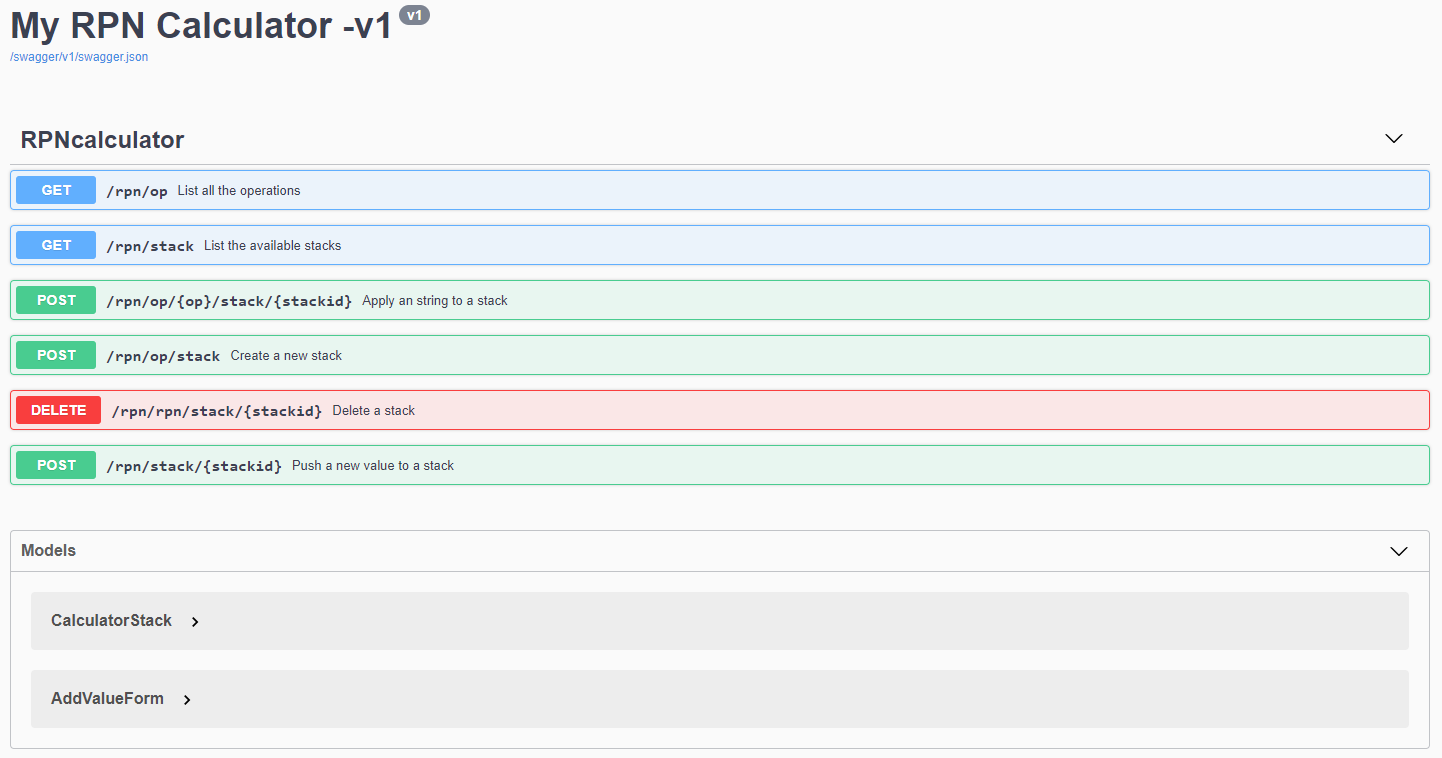 My RPN Calculator -v1 v1
/swagger/v1/swagger.json
RPNcalculator
GET /rpn/op List all the operations
GET /rpn/stack List the available stacks
POST /rpn/op/{op}/stack/{stackid} Apply an string to a stack
POST /rpn/op/stack Create a new stack
DELETE /rpn/rpn/stack/{stackid} Delete a stack
POST /rpn/stack/{stackid} Push a new value to a stack
Models
CalculatorStack
AddValueForm